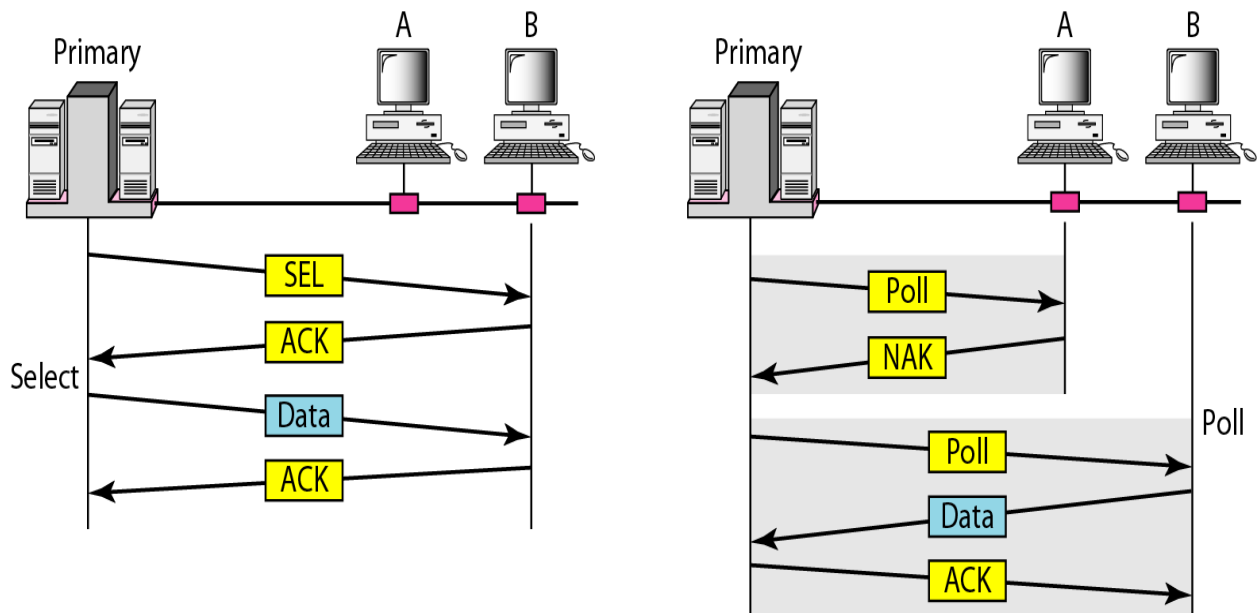 A
B
Primary
SEL
ACK
Select
Data
ACK
A
B
Primary
Poll
NAK
Poll
Poll
Data
ACK